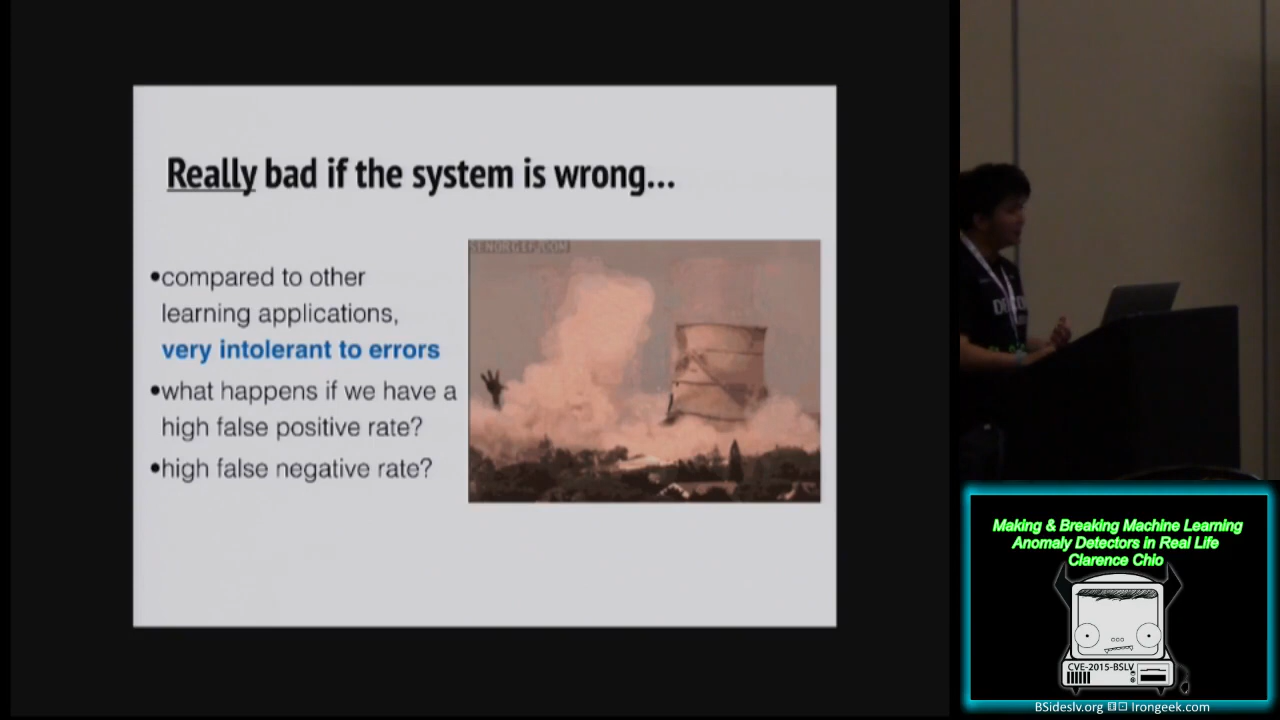 Really bad if the system is wrong...
•compared to other
learning applications,
very intolerant to errors
•what happens if we have a
high false positive rate?
•high false negative rate?
SENORGIF.COM
DEFCON
Making & Breaking Machine Learning
Anomaly Detectors in Real Life
Clarence Chio
CVE-2015-BSLV
BSideslv.org Irongeek.com